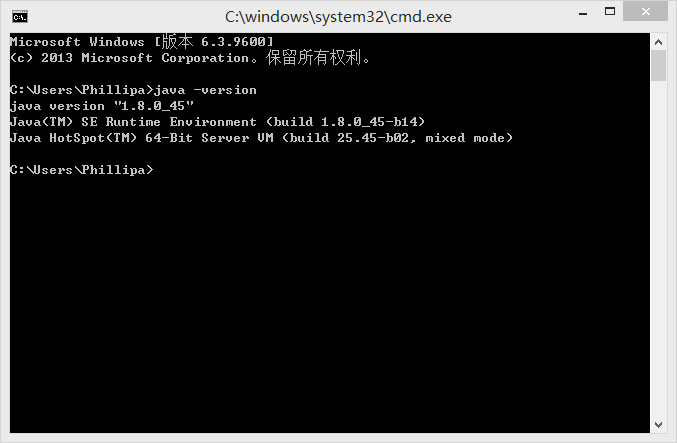 C:\windows\system32\cmd.exe
Microsoft Windows [版本 6.3.9600]
(c) 2013 Microsoft Corporation。保留所有权利。
C:\Users\Phillipa>java -version
java version "1.8.0_45"
Java(TM) SE Runtime Environment (build 1.8.0_45-b14)
Java HotSpot(TM) 64-Bit Server VM (build 25.45-b02, mixed mode)
C:\Users\Phillipa>